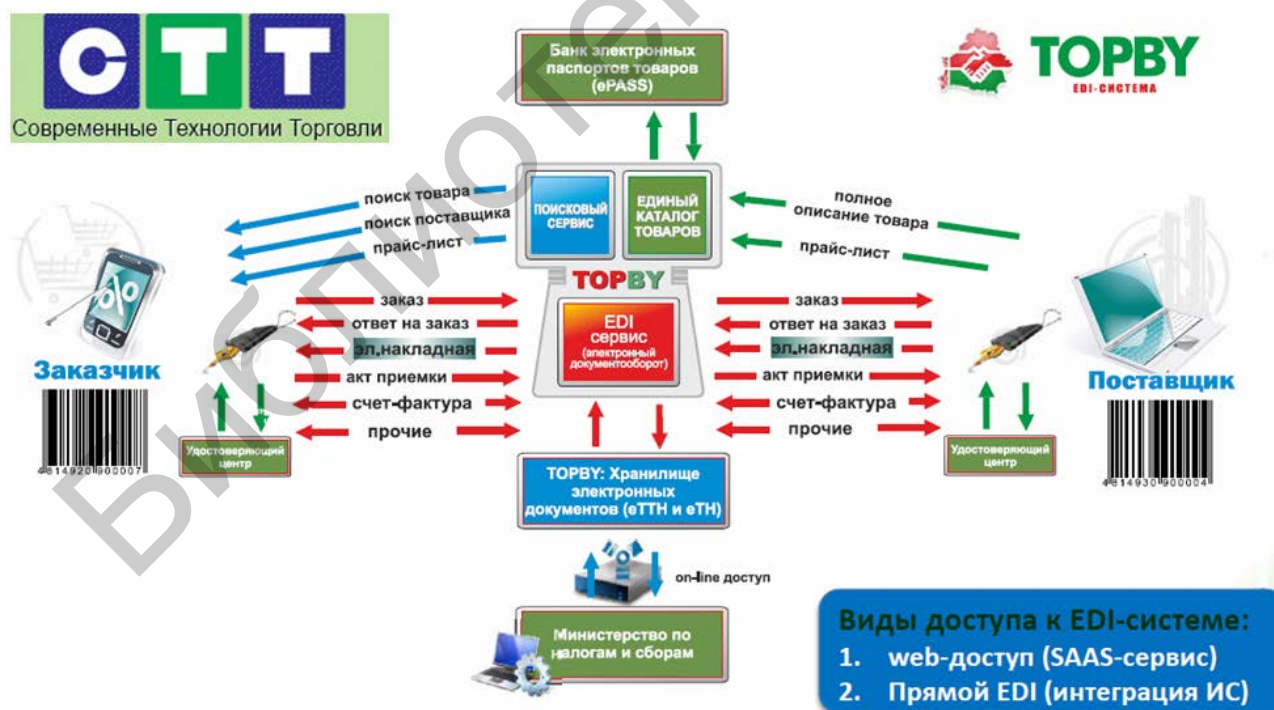 СТТ
Современные Технологии Торговли
Банк электронных
паспортов товаров
(ePASS)
TOPBY
EDI-СИСТЕМА
поиск товара
поиск поставщика
прайс-лист
ПОИСКОВЫЙ
СЕРВИС
ЕДИНЫЙ
КАТАЛОГ
ТОВАРОВ
полное
описание товара
прайс-лист
TOPBY
%
Заказчик
4814920900007
заказ
ответ на заказ
эл.накладная
акт приемки
счет-фактура
прочие
EDI
сервис
(электронный
документооборот)
заказ
ответ на заказ
эл.накладная
акт приемки
счет-фактура
прочие
Поставщик
4814930900004
Удостоверяющий
центр
Удостоверяющий
центр
TOPBY: Хранилище
электронных
документов (еТТН и еТН)
on-line доступ
Министерство по
налогам и сборам
Виды доступа к EDI-системе:
1. web-доступ (SAAS-сервис)
2. Прямой EDI (интеграция ИС)